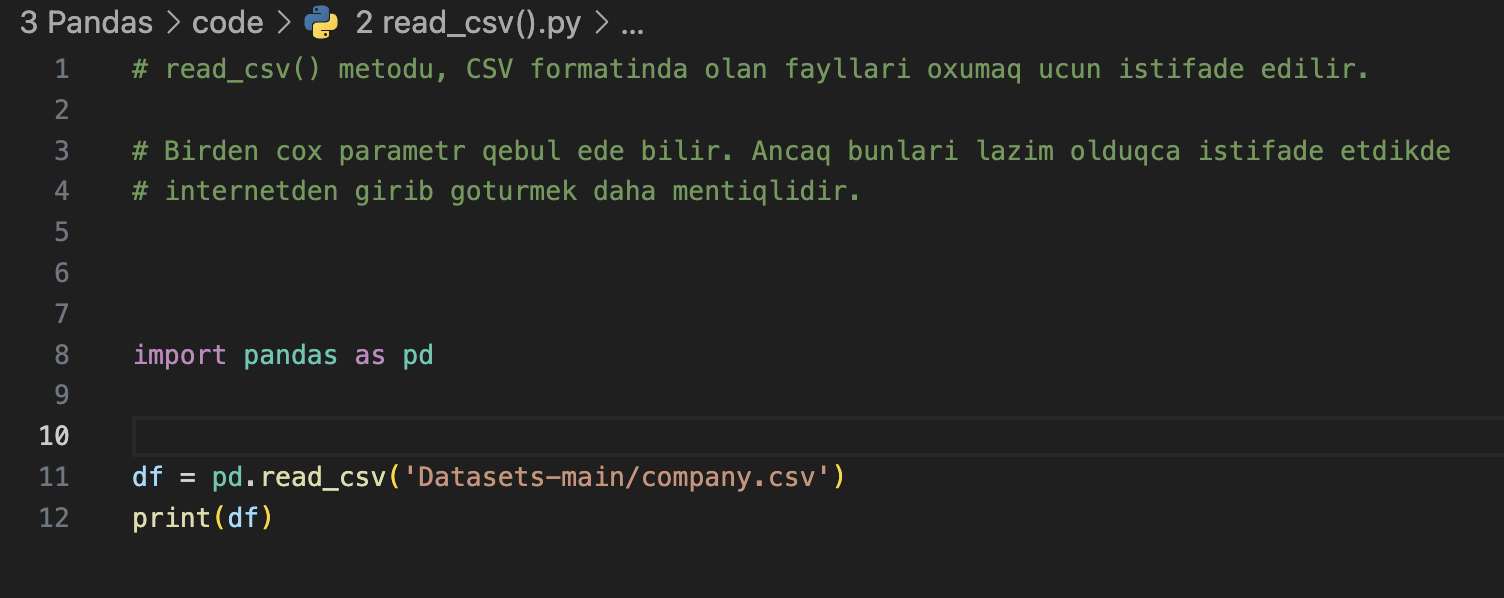 3 Pandas > code > 2 read_csv().py > ...
1 # read_csv() metodu, CSV formatinda olan fayllari oxumaq ucun istifade edilir.
2
3 # Birden cox parametr qebul ede bilir. Ancaq bunlari lazim olduqca istifade etdikde
4 # internetden girib goturmek daha mentiqlidir.
5
6
7
8 import pandas as pd
9
10
11 df = pd.read_csv('Datasets-main/company.csv')
12 print(df)